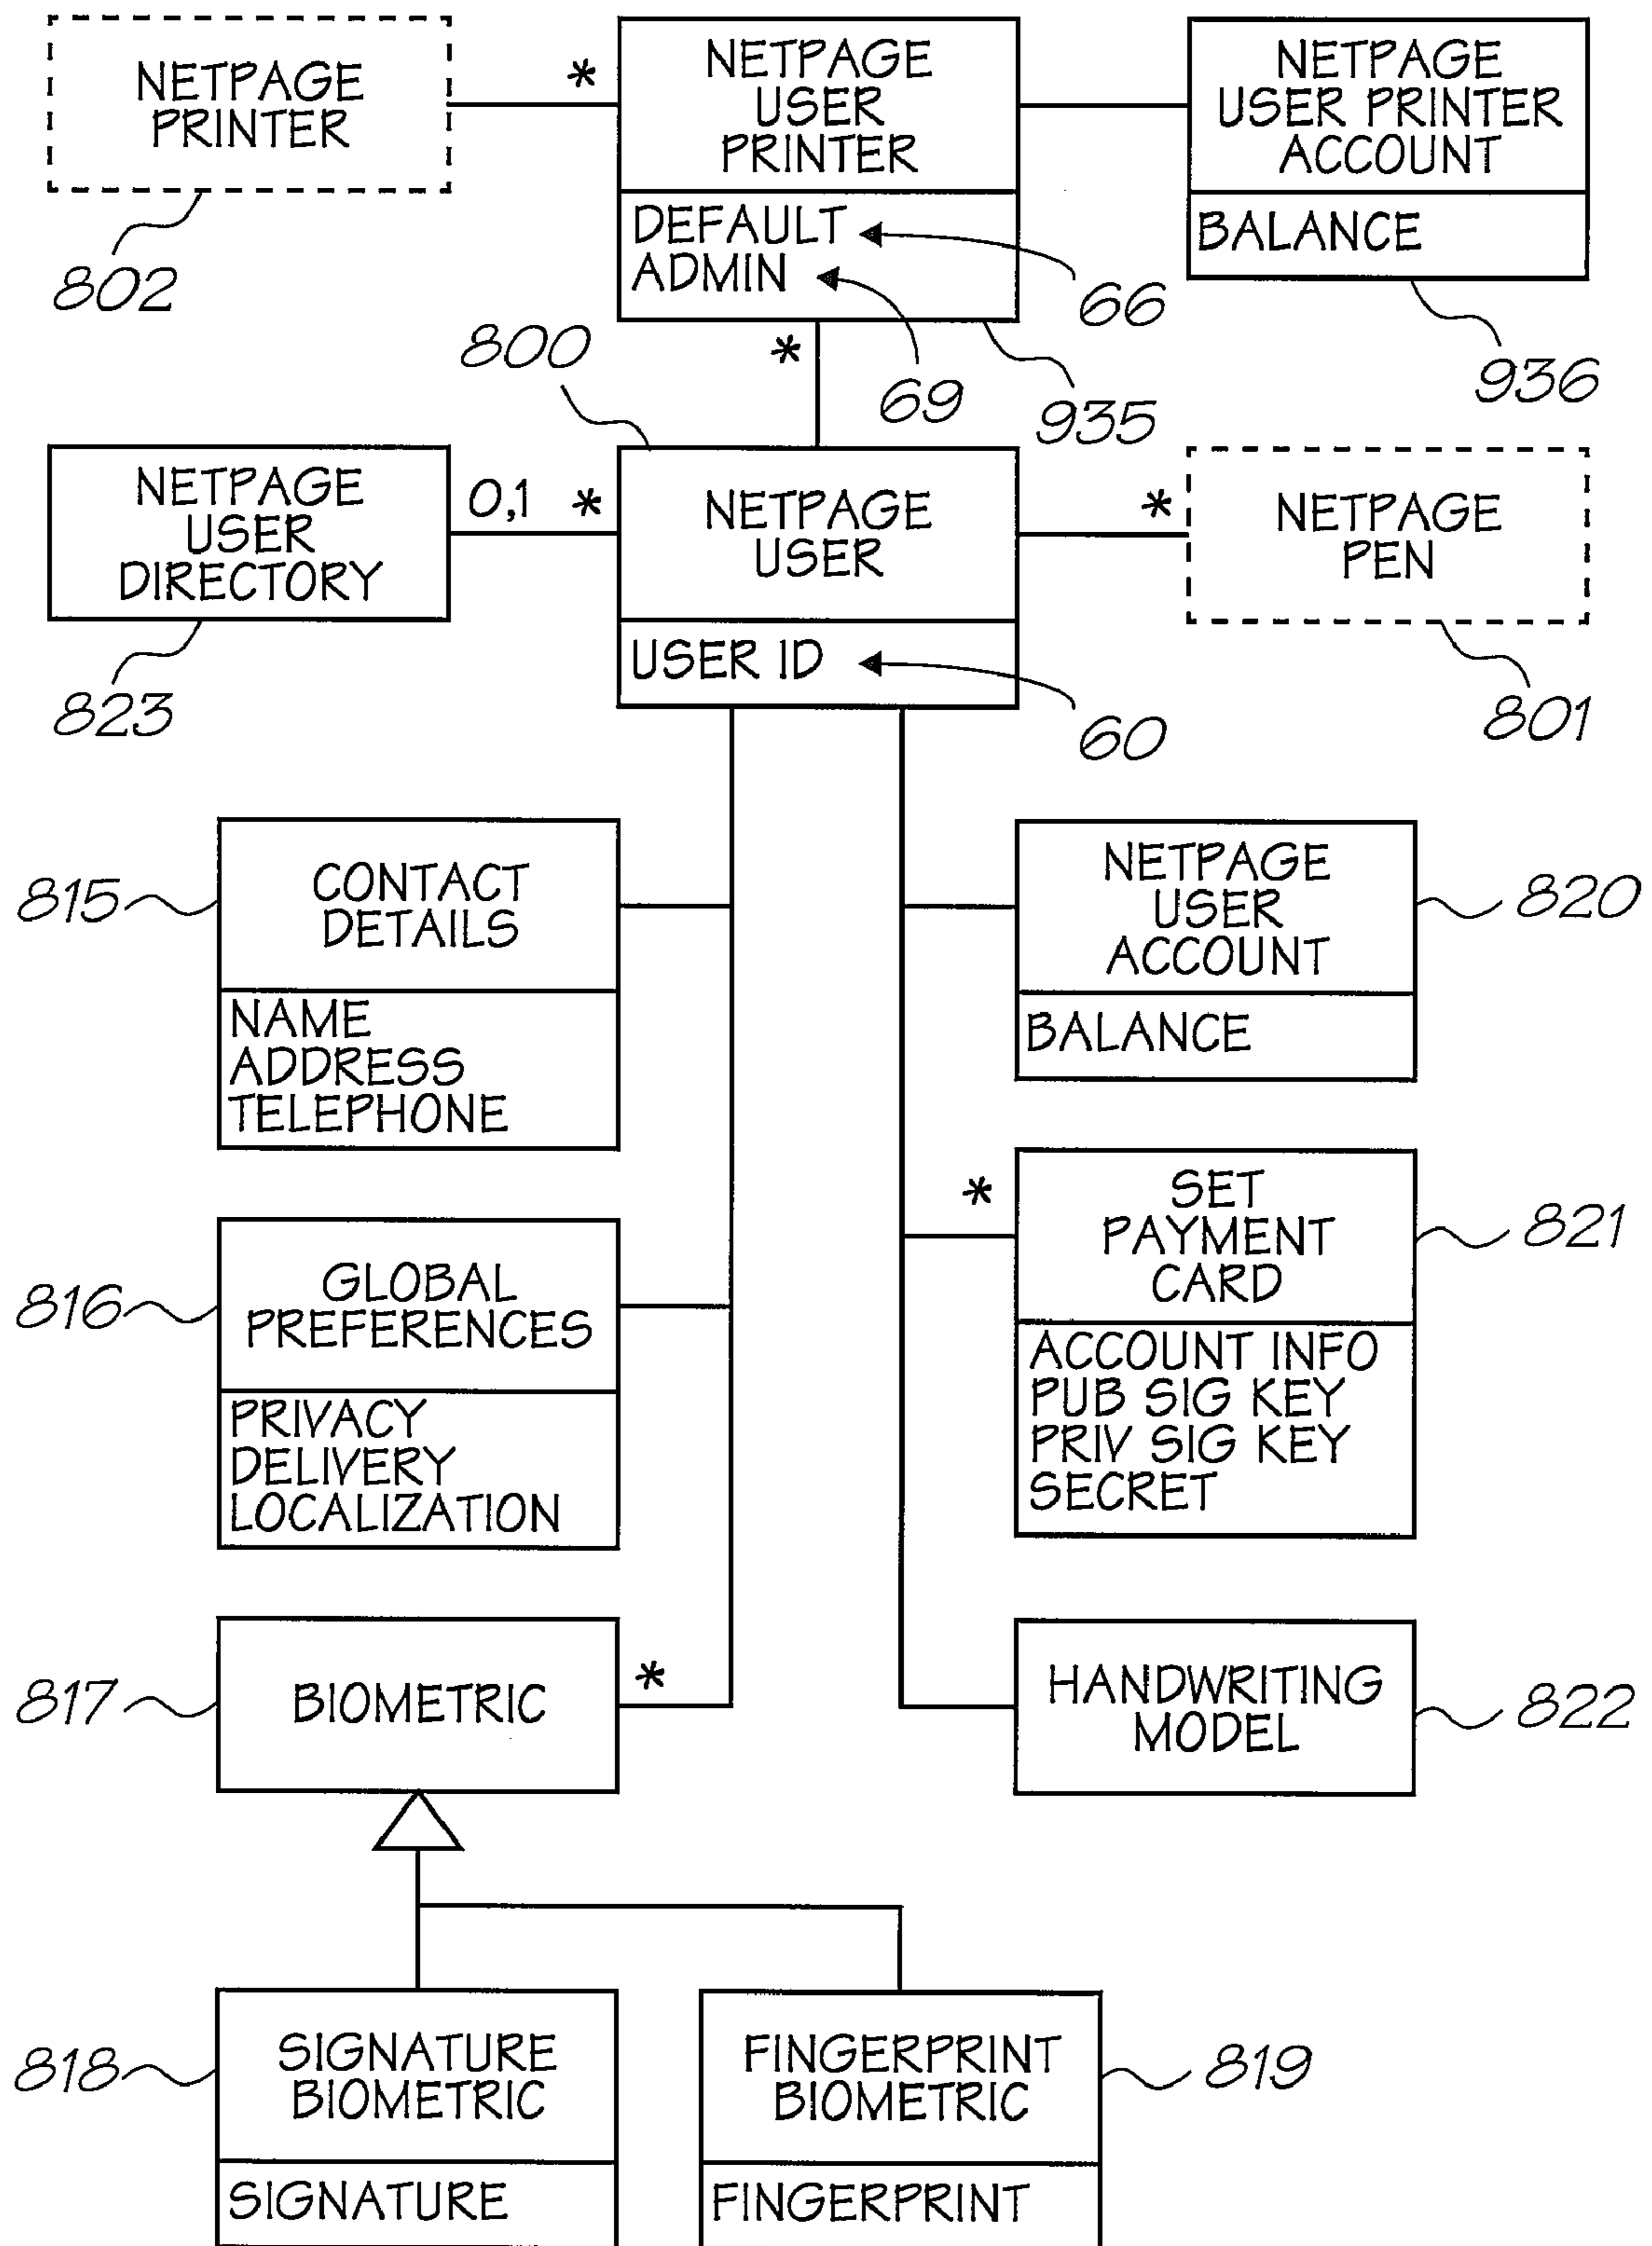 NETPAGE
PRINTER
802
*
NETPAGE
USER
PRINTER
DEFAULT
ADMIN
66
69
935
NETPAGE
USER PRINTER
ACCOUNT
BALANCE
936
*
800
NETPAGE
USER
DIRECTORY
823
0,1 *
NETPAGE
USER
USER ID
60
*
NETPAGE
PEN
801
815
CONTACT
DETAILS
NAME
ADDRESS
TELEPHONE
NETPAGE
USER
ACCOUNT
BALANCE
820
816
GLOBAL
PREFERENCES
PRIVACY
DELIVERY
LOCALIZATION
*
SET
PAYMENT
CARD
ACCOUNT INFO
PUB SIG KEY
PRIV SIG KEY
SECRET
821
817
BIOMETRIC
*
HANDWRITING
MODEL
822
818
SIGNATURE
BIOMETRIC
SIGNATURE
FINGERPRINT
BIOMETRIC
FINGERPRINT
819